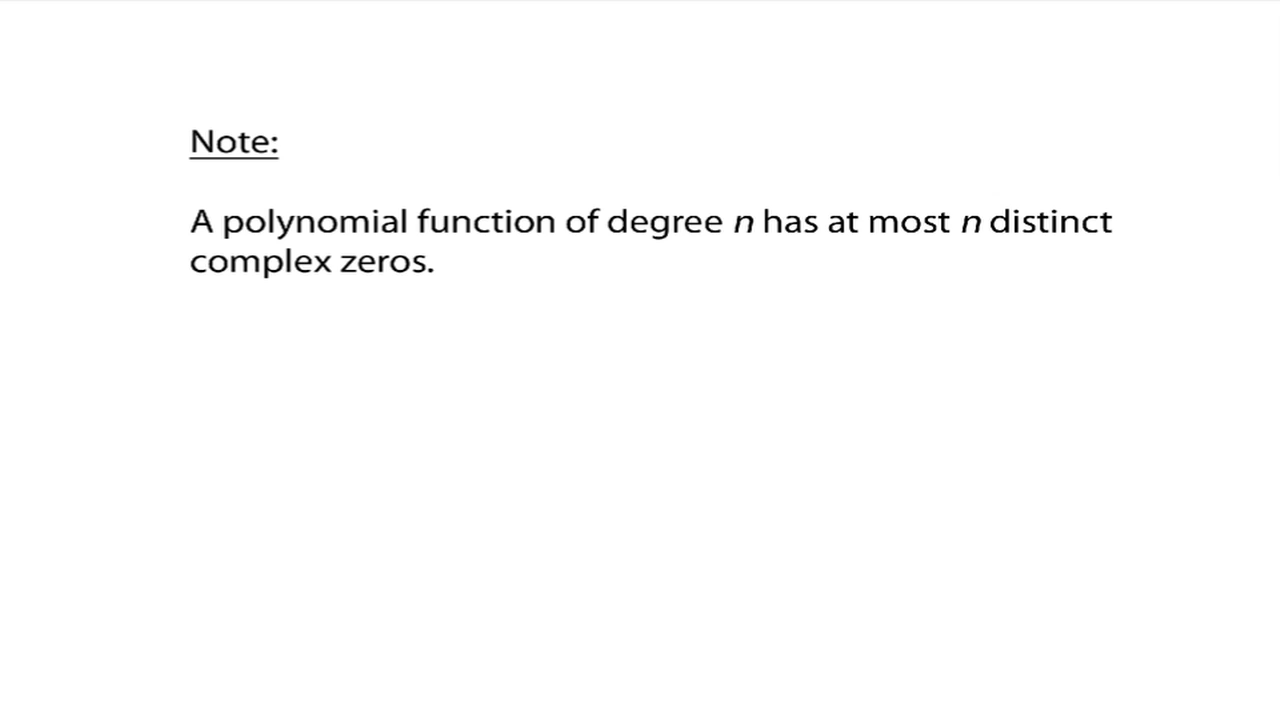 Note:
A polynomial function of degree n has at most n distinct
complex zeros.